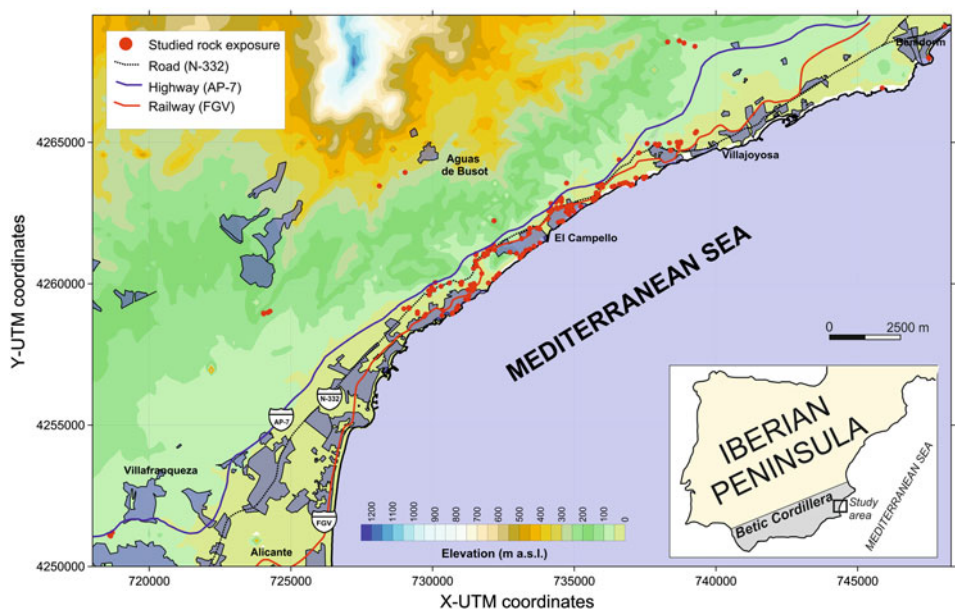 Studied rock exposure
Road (N-332)
Highway (AP-7)
Railway (FGV)
Benidorm
Aguas
de Busot
Villajoyosa
El Campello
MEDITERRANEAN SEA
0 2500 m
N-332
AP-7
Villafranqueza
FGV
Alicante
1200 1100 1000 900 800 700 600 500 400 300 200 100 0
Elevation (m a.s.l.)
IBERIAN
PENINSULA
Betic Cordillera
Study
area
MEDITERRANEAN SEA
Y-UTM coordinates
4265000
4260000
4255000
4250000
720000 725000 730000 735000 740000 745000
X-UTM coordinates